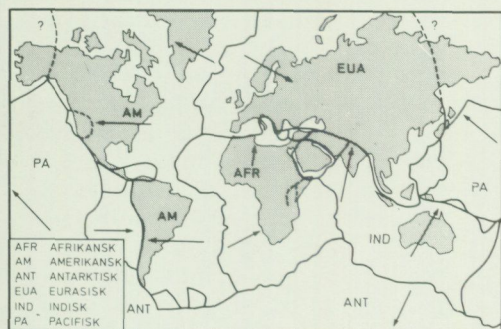 ?
?
EUA
AM
PA
AFR
PA
AM
IND
AFR AFRIKANSK
AM AMERIKANSK
ANT ANTARKTISK
EUA EURASISK
IND INDISK
PA PACIFISK
ANT
ANT